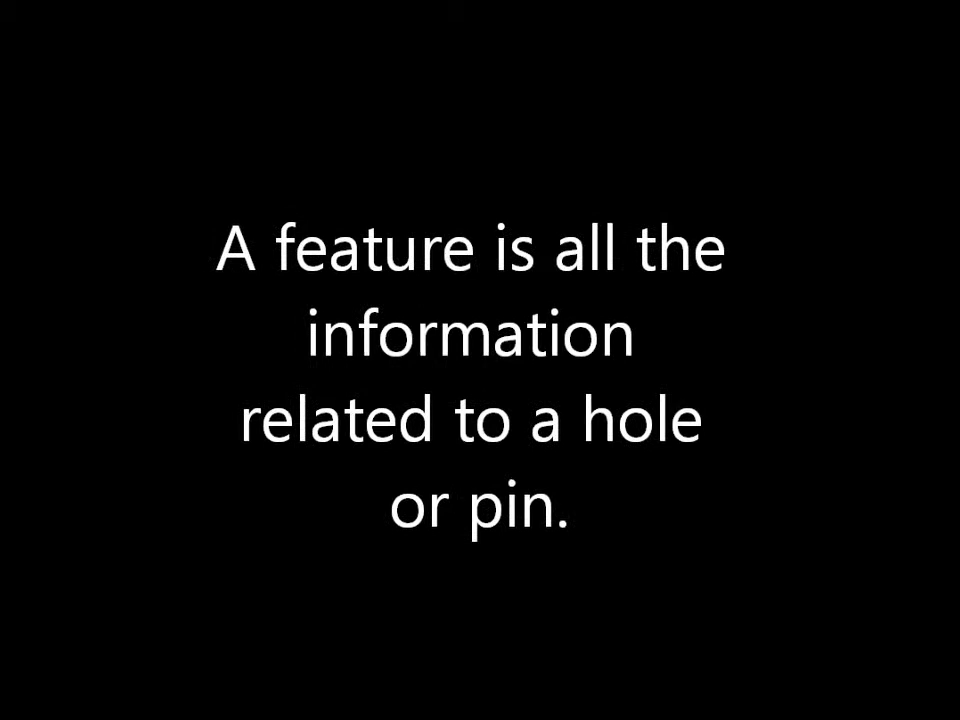 A feature is all the
information
related to a hole
or pin.